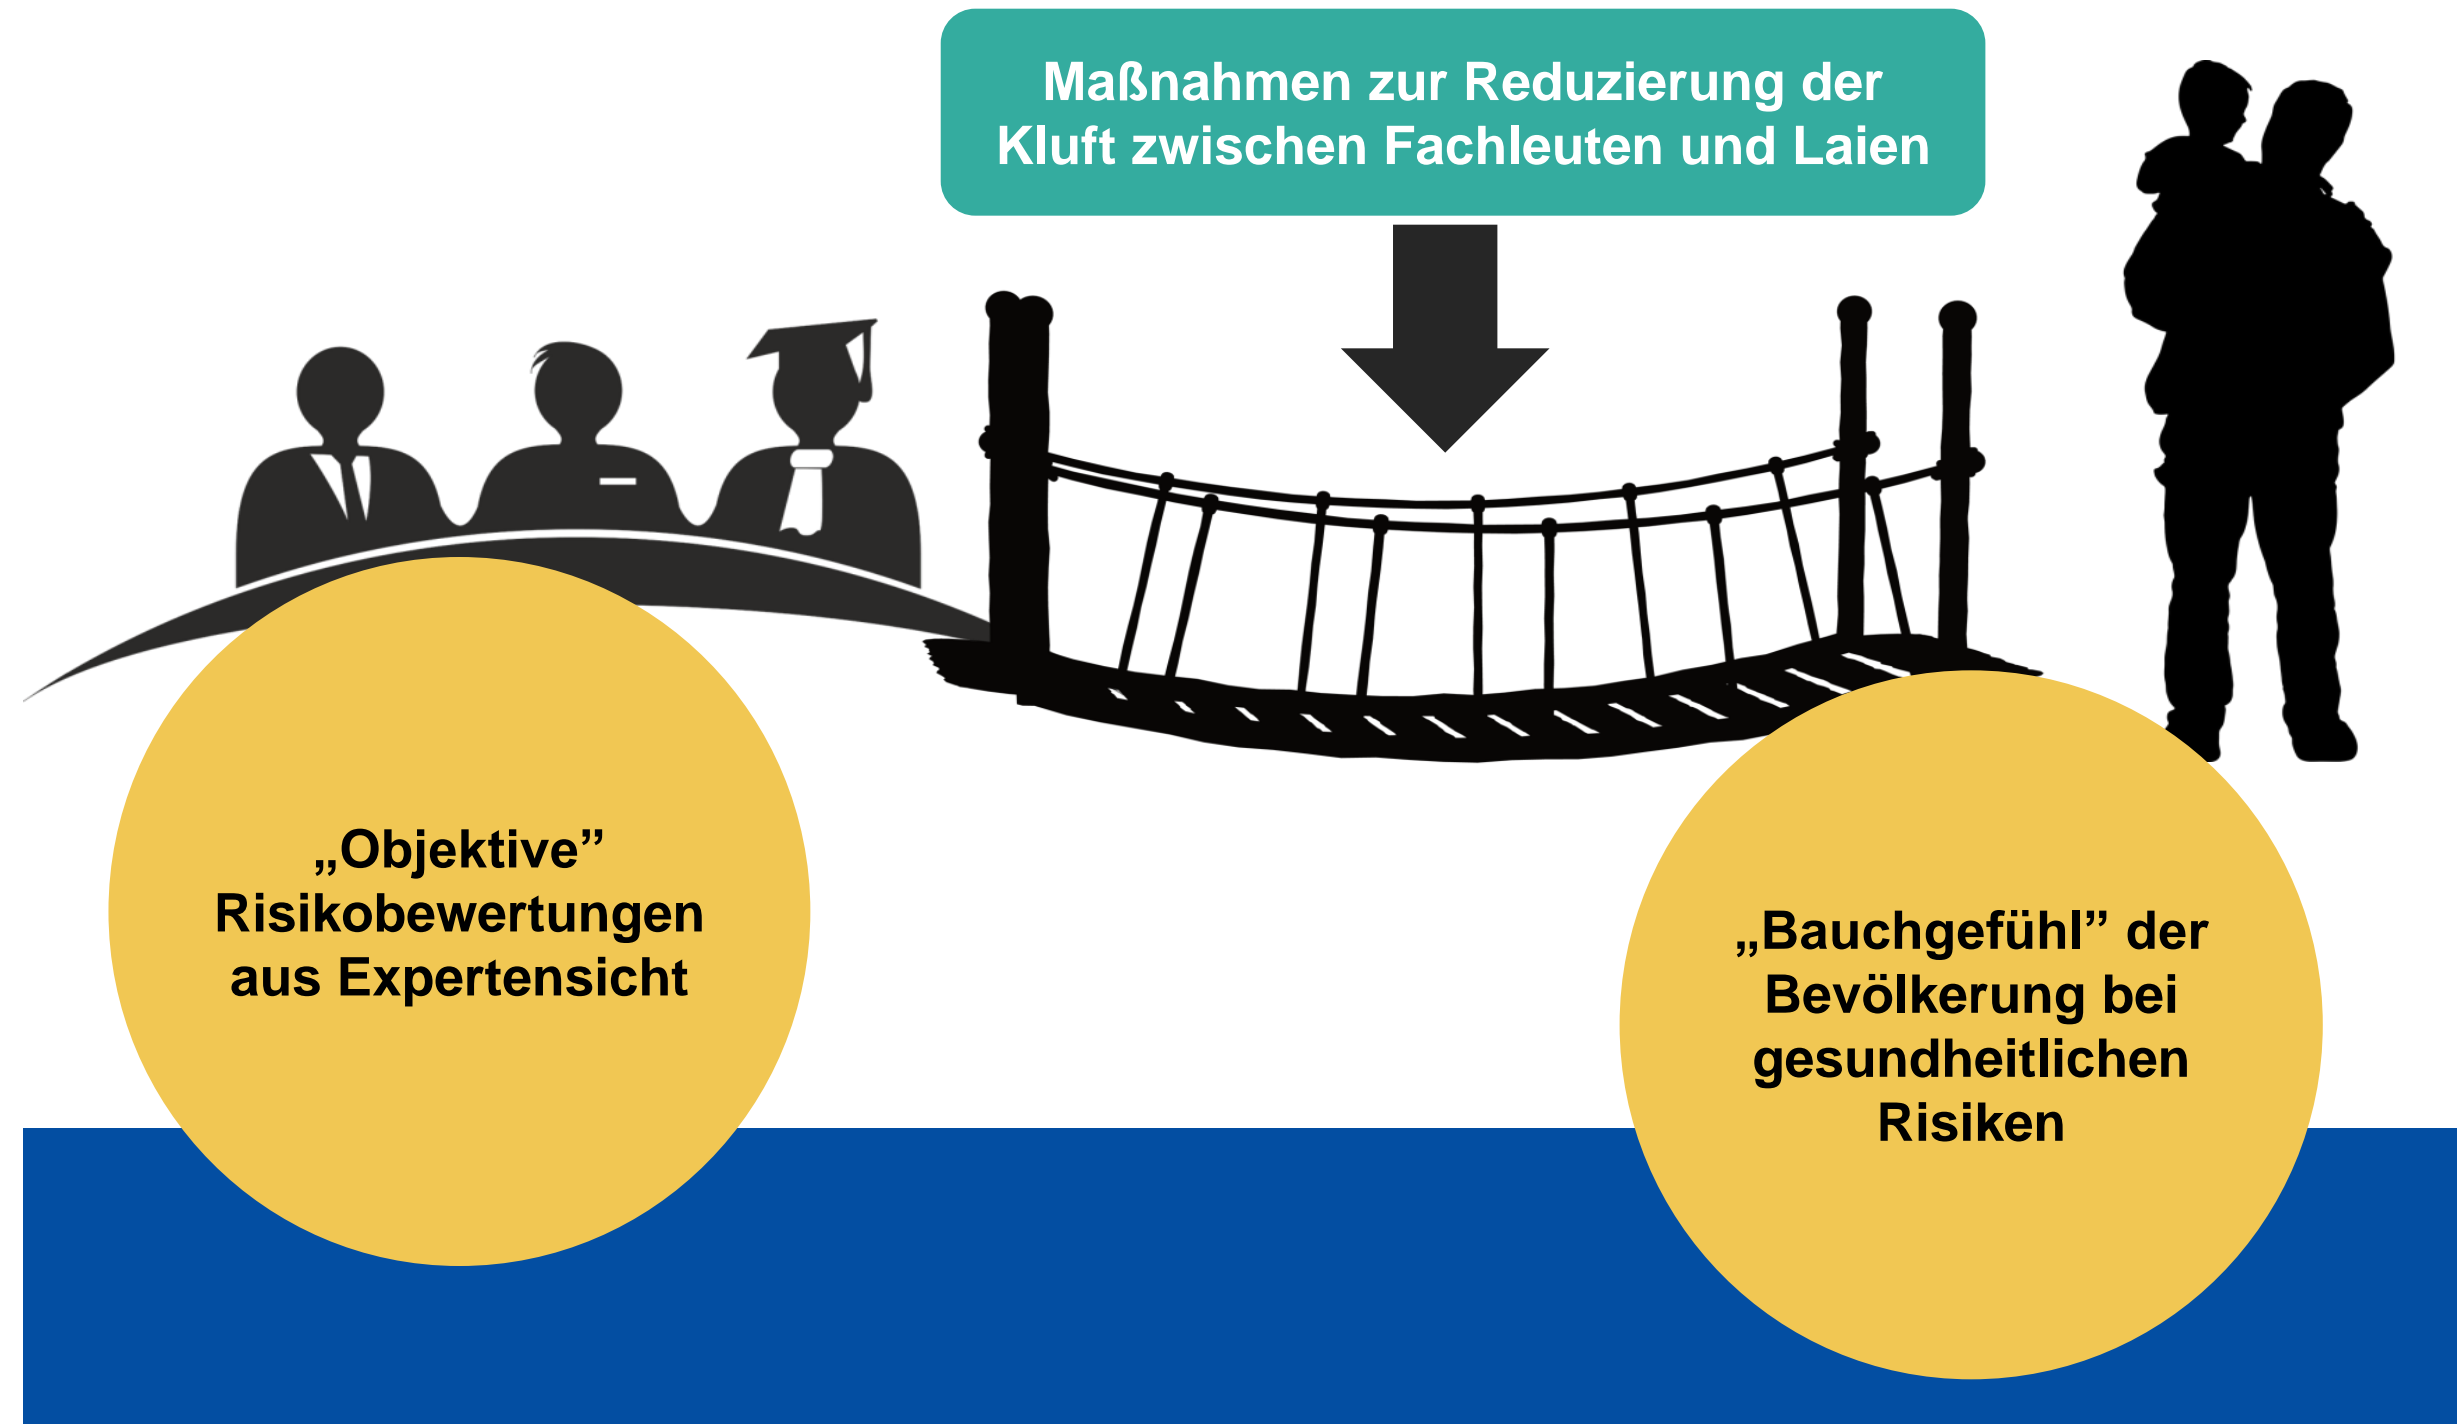 Maßnahmen zur Reduzierung der
Kluft zwischen Fachleuten und Laien
„Objektive”
Risikobewertungen
aus Expertensicht
„Bauchgefühl” der
Bevölkerung bei
gesundheitlichen
Risiken